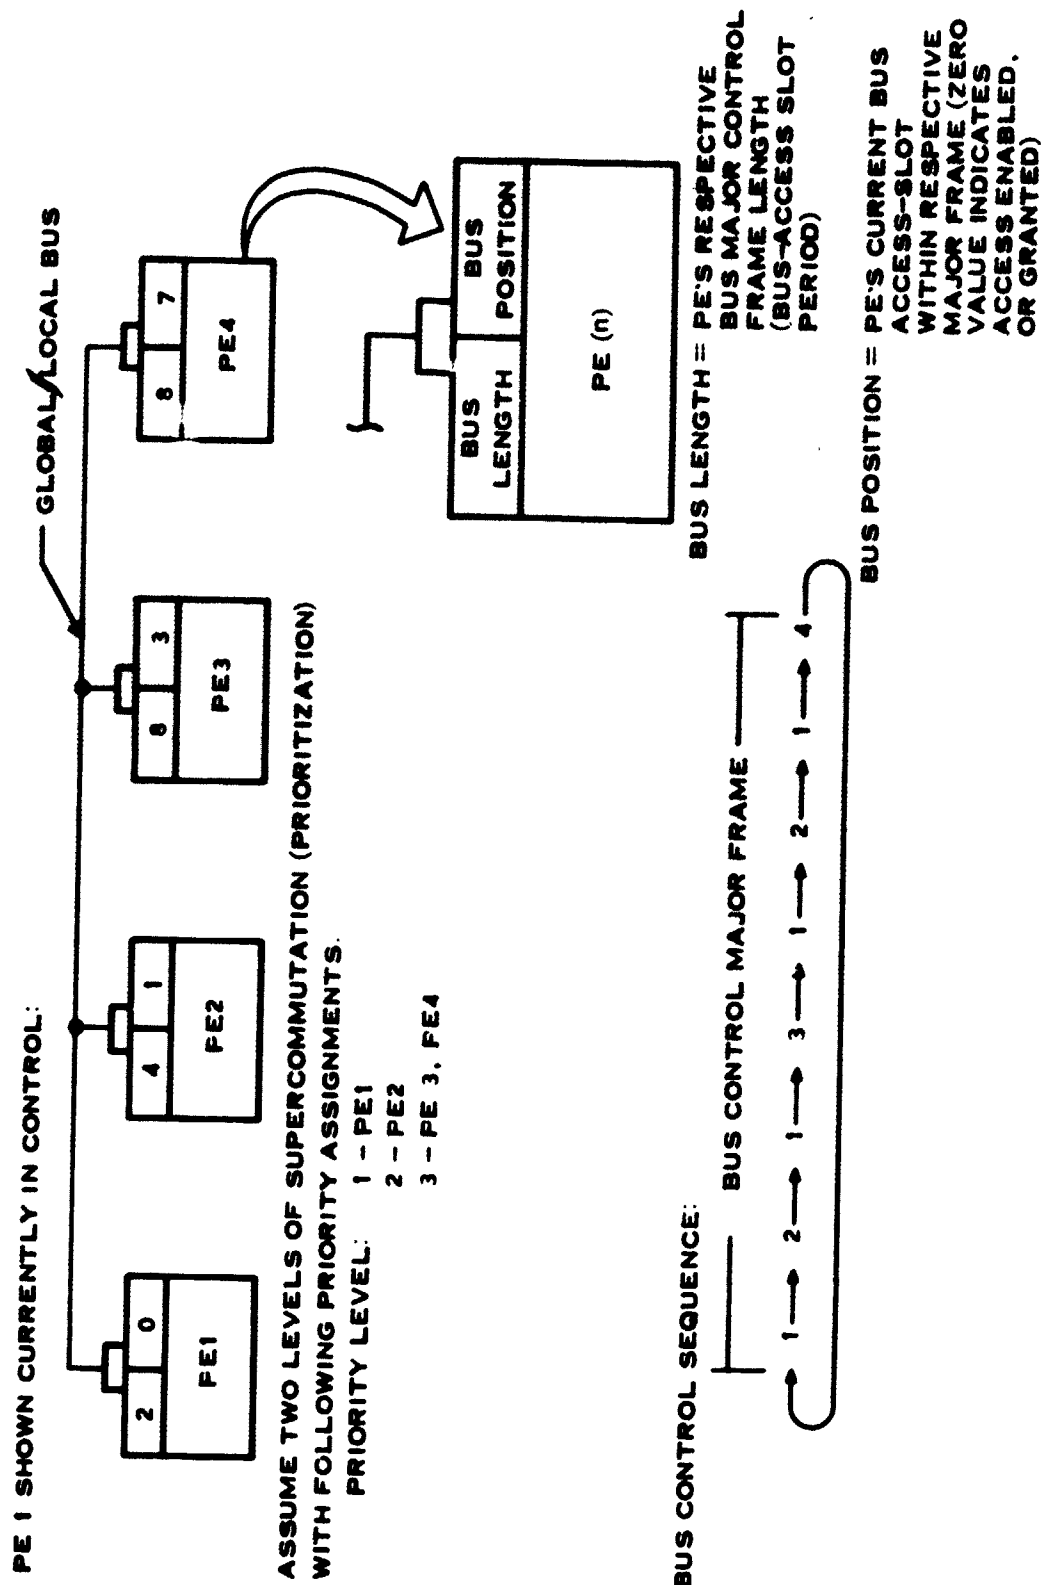 PE 1 SHOWN CURRENTLY IN CONTROL:
GLOBAL/LOCAL BUS
2 0
PE1
4 1
PE2
8 3
PE3
8 7
PE4
ASSUME TWO LEVELS OF SUPERCOMMUTATION (PRIORITIZATION)
WITH FOLLOWING PRIORITY ASSIGNMENTS.
PRIORITY LEVEL: 1 – PE1
2 – PE2
3 – PE 3, PE4
BUS LENGTH
BUS POSITION
PE (n)
BUS LENGTH = PE'S RESPECTIVE
BUS MAJOR CONTROL
FRAME LENGTH
(BUS-ACCESS SLOT
PERIOD)
BUS CONTROL SEQUENCE:
BUS CONTROL MAJOR FRAME
1 2 1 3 1 2 1 4
BUS POSITION = PE'S CURRENT BUS
ACCESS-SLOT
WITHIN RESPECTIVE
MAJOR FRAME (ZERO
VALUE INDICATES
ACCESS ENABLED,
OR GRANTED)